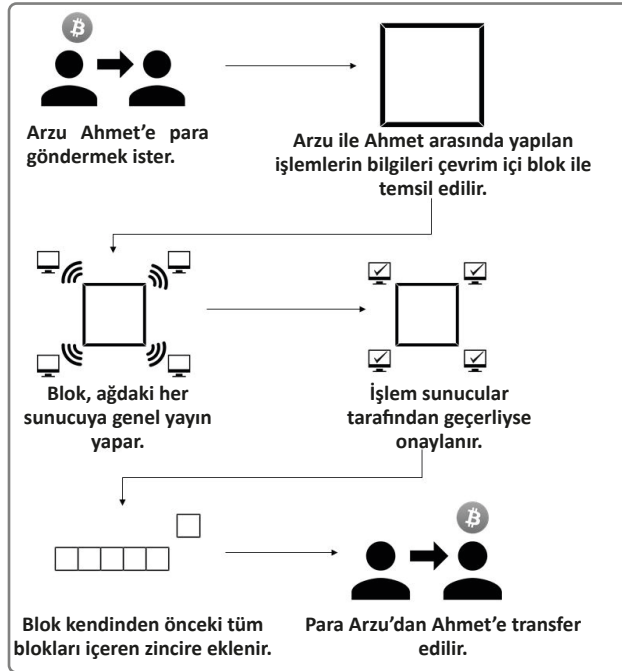 Arzu Ahmet’e para
göndermek ister.
Arzu ile Ahmet arasında yapılan
işlemlerin bilgileri çevrim içi blok ile
temsil edilir.
Blok, ağdaki her
sunucuya genel yayın
yapar.
İşlem sunucular
tarafından geçerliyse
onaylanır.
Blok kendinden önceki tüm
blokları içeren zincire eklenir.
Para Arzu’dan Ahmet’e transfer
edilir.